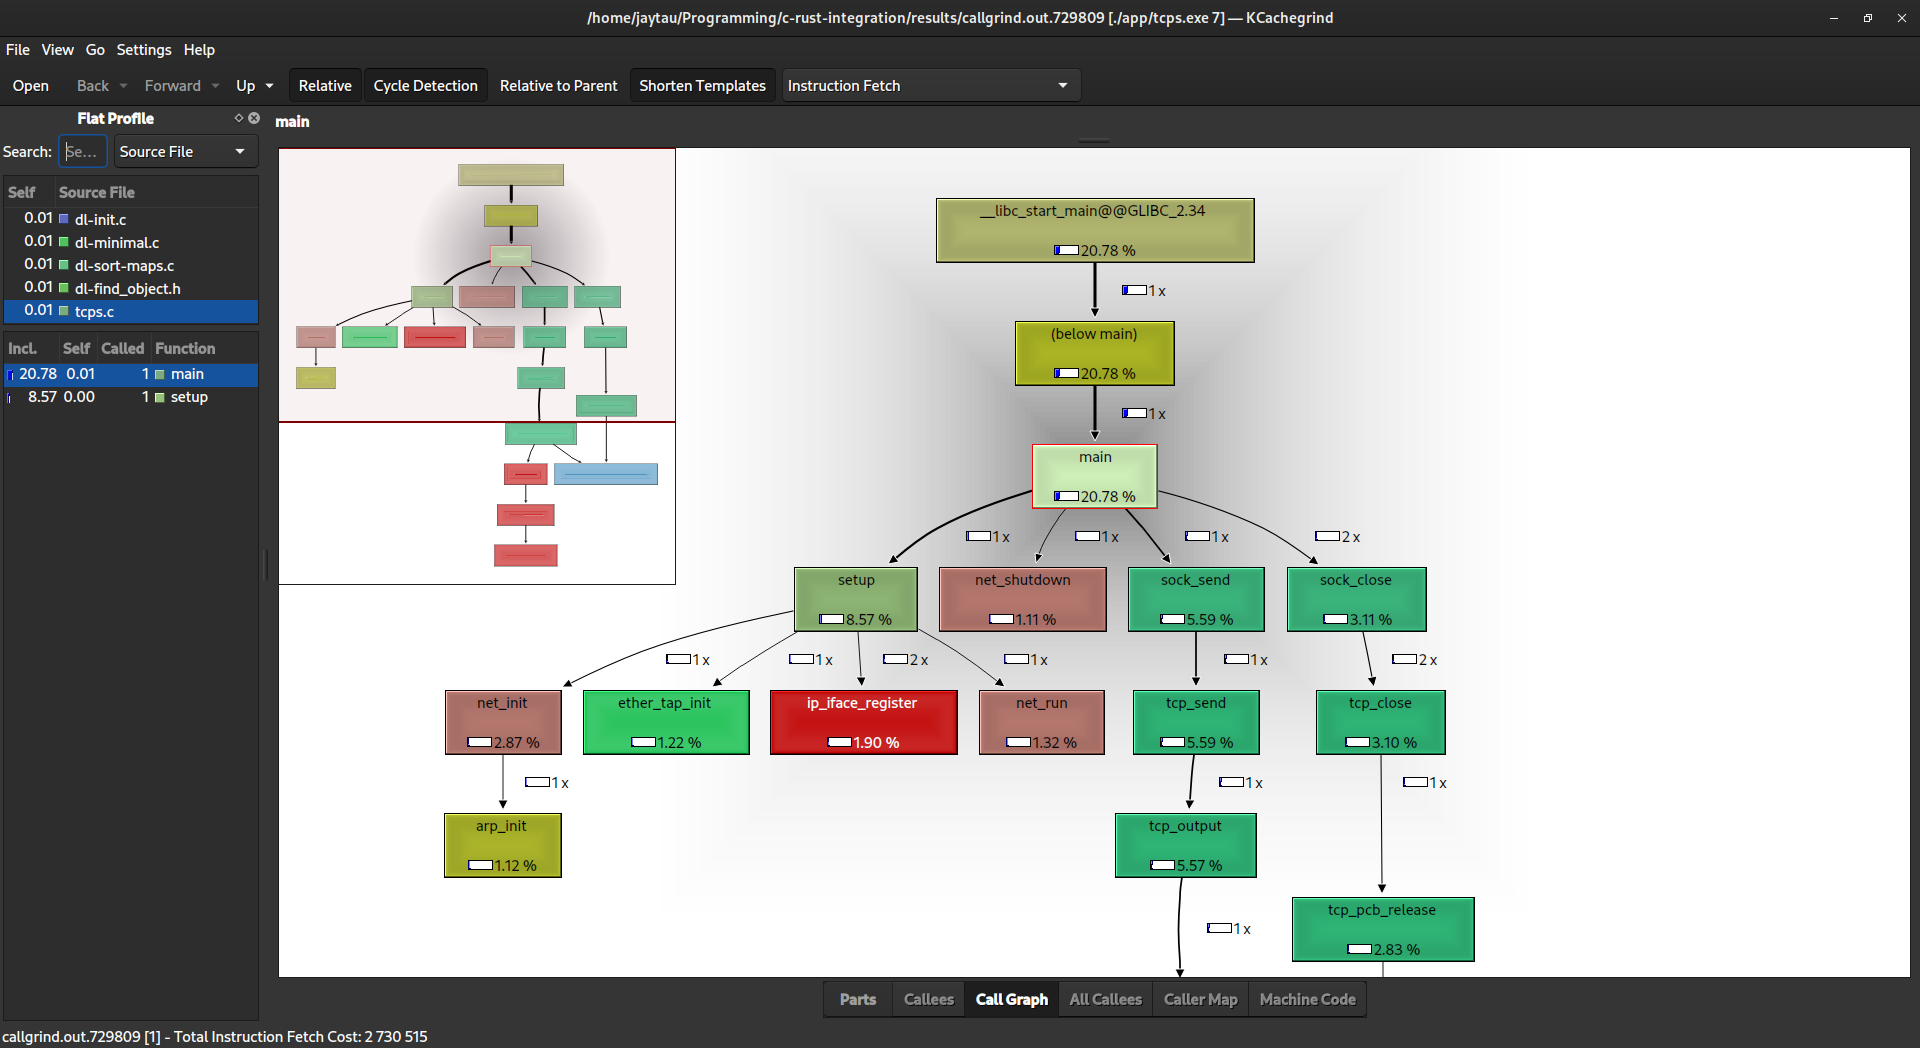 /home/jaytau/Programming/c-rust-integration/results/callgrind.out.729809 [./app/tcps.exe 7] — KCachegrind
File View Go Settings Help
Open Back Forward Up Relative Cycle Detection Relative to Parent Shorten Templates Instruction Fetch
Flat Profile
Search: Se... Source File
Self Source File
0.01 dl-init.c
0.01 dl-minimal.c
0.01 dl-sort-maps.c
0.01 dl-find_object.h
0.01 tcps.c
Incl. Self Called Function
20.78 0.01 1 main
8.57 0.00 1 setup
main
__libc_start_main@@GLIBC_2.34
20.78 %
1 x
(below main)
20.78 %
1 x
main
20.78 %
1 x 1 x 1 x 2 x
setup net_shutdown sock_send sock_close
8.57 % 1.11 % 5.59 % 3.11 %
1 x 1 x 2 x 1 x 1 x 2 x
net_init ether_tap_init ip_iface_register net_run tcp_send tcp_close
2.87 % 1.22 % 1.90 % 1.32 % 5.59 % 3.10 %
1 x 1 x 1 x
arp_init tcp_output
1.12 % 5.57 %
tcp_pcb_release
1 x
2.83 %
Parts Callees Call Graph All Callees Caller Map Machine Code
callgrind.out.729809 [1] - Total Instruction Fetch Cost: 2 730 515